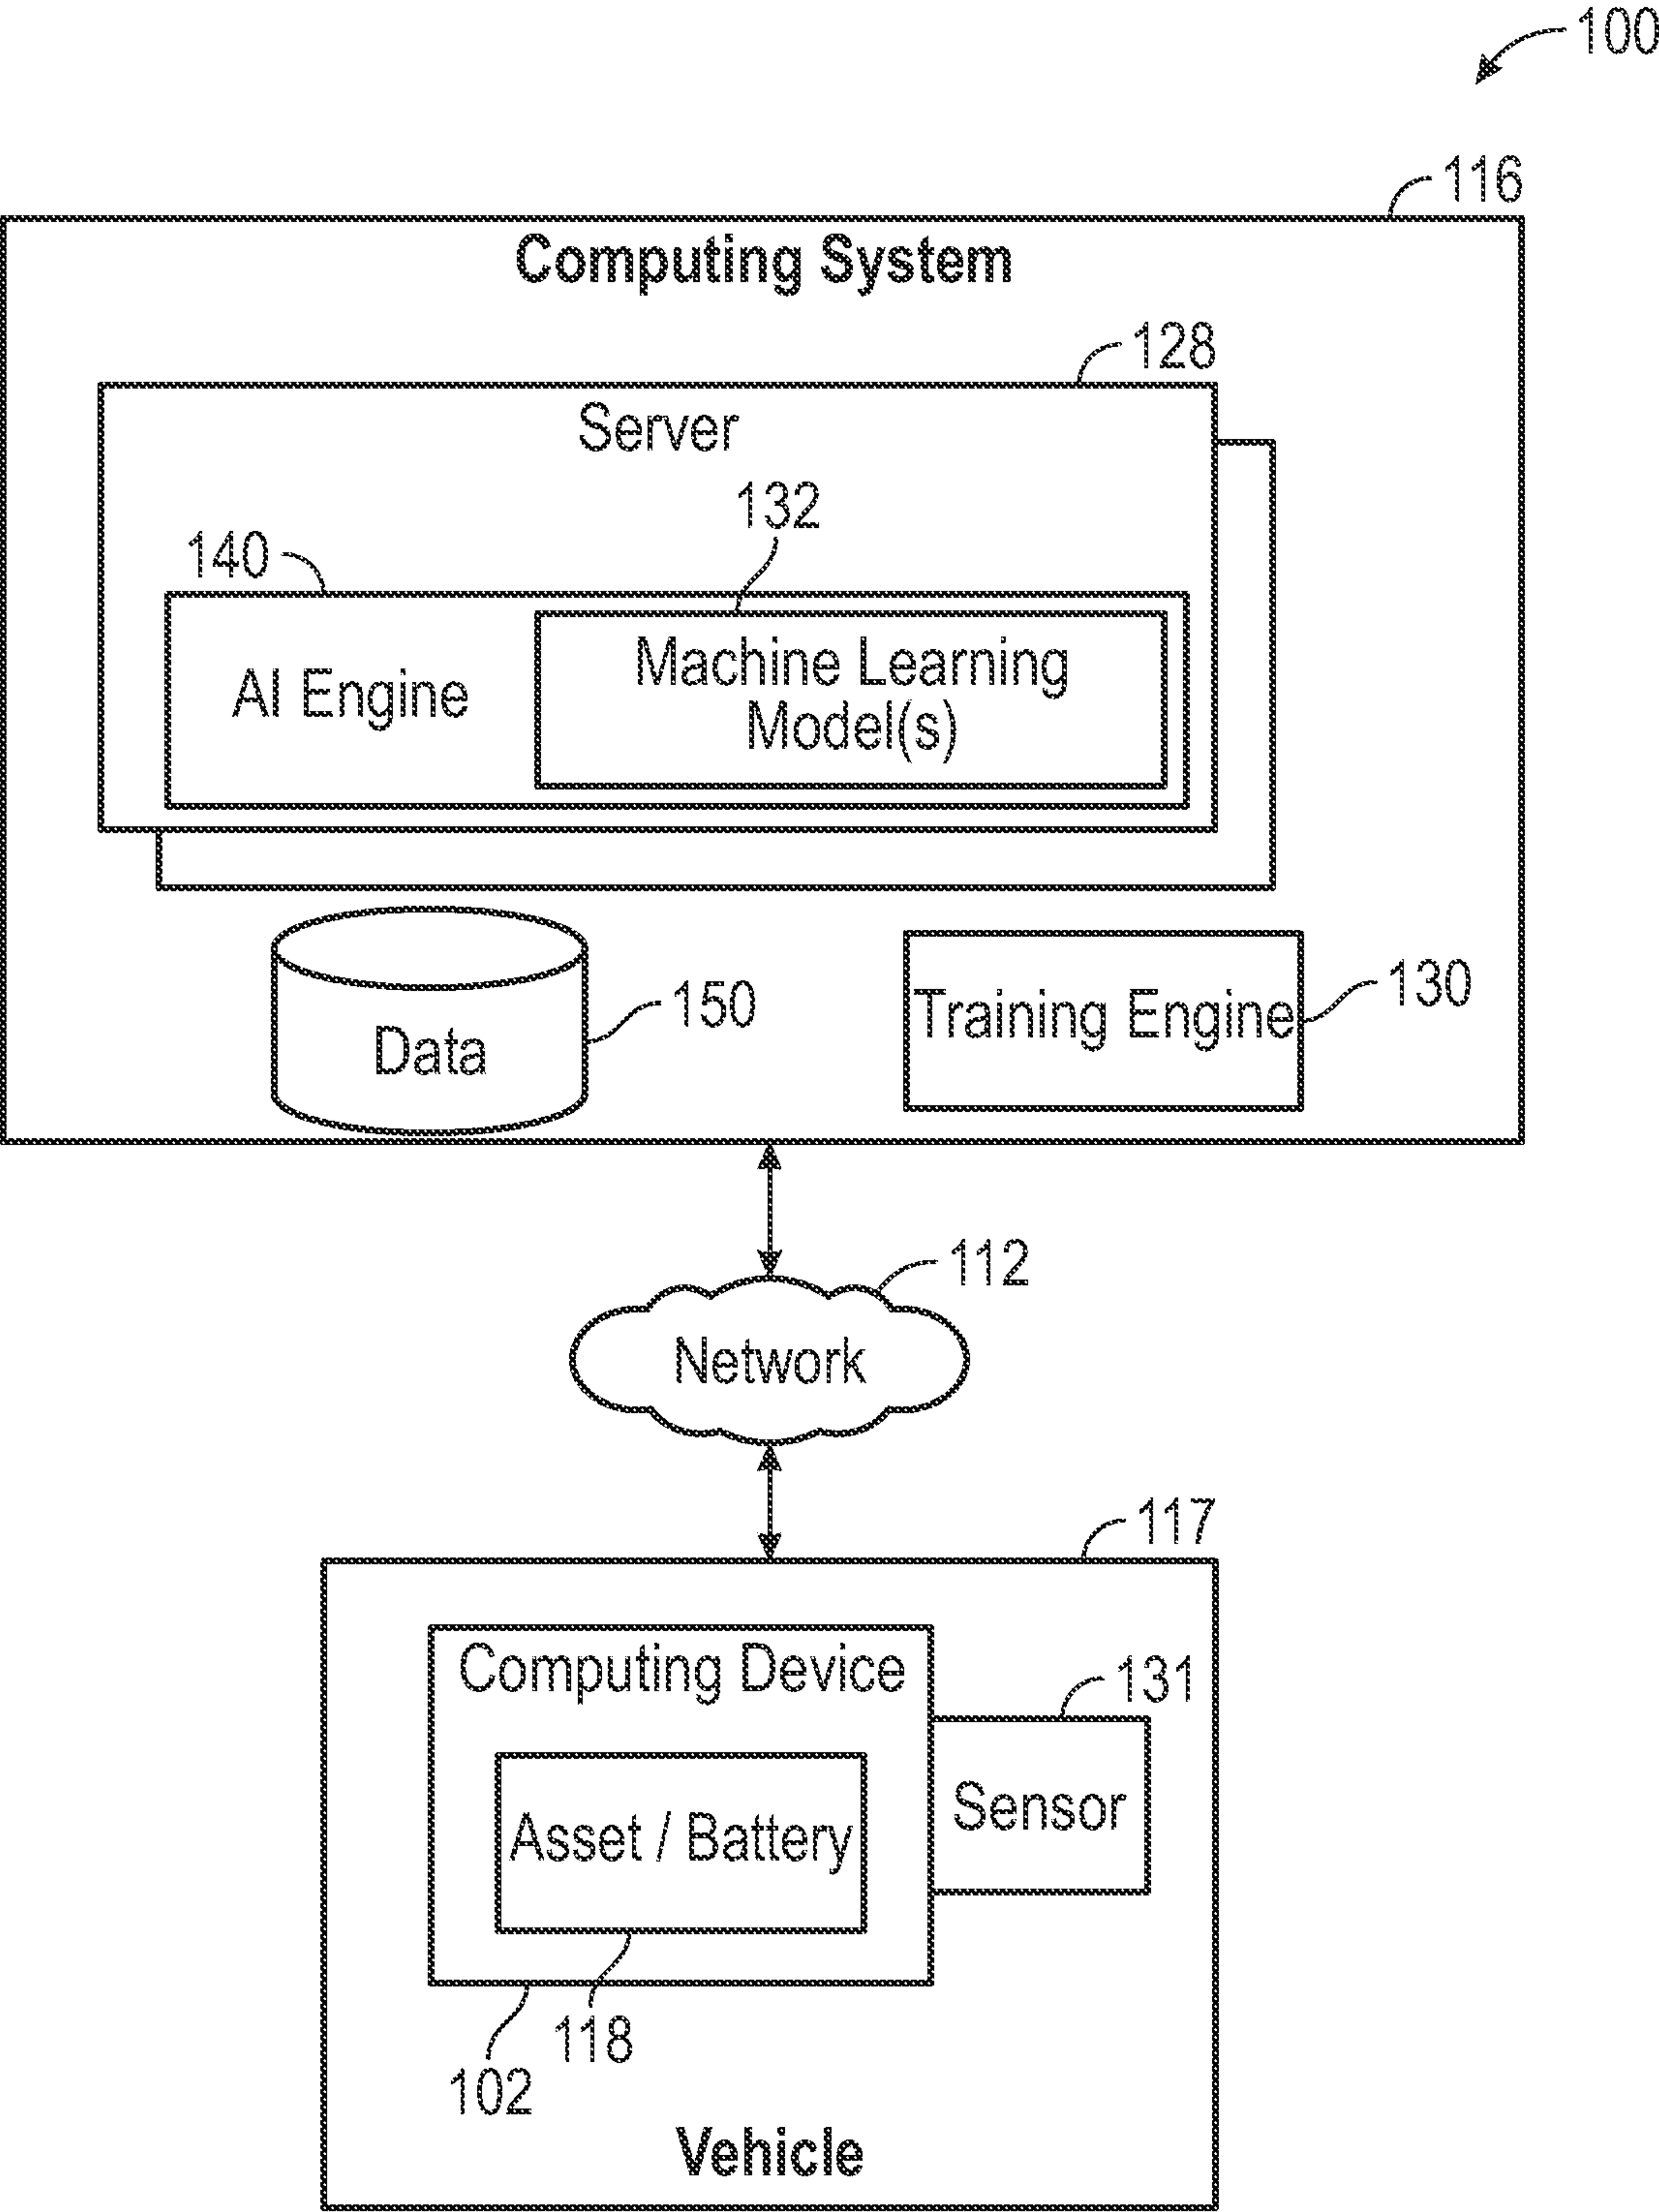 100
116
Computing System
128
Server
132
140
AI Engine
Machine Learning
Model(s)
Data
150
Training Engine
130
112
Network
117
Computing Device
131
Asset / Battery
Sensor
118
102
Vehicle